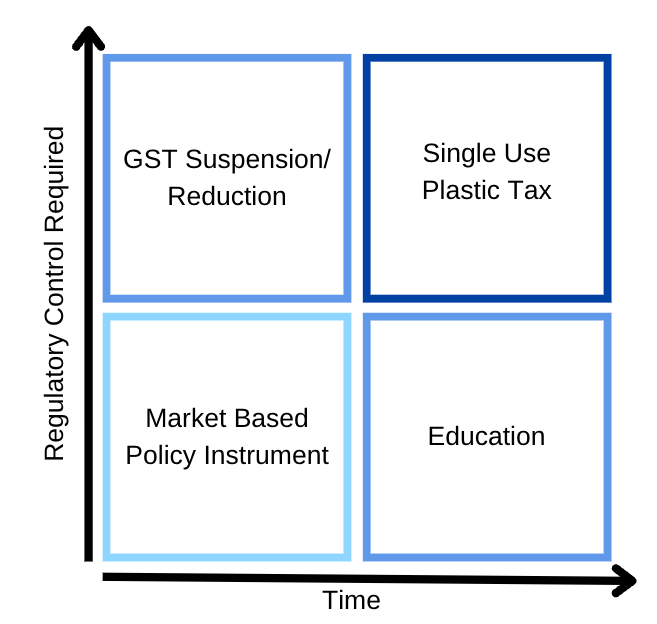 GST Suspension/
Reduction
Single Use
Plastic Tax
Regulatory Control Required
Market Based
Policy Instrument
Education
Time